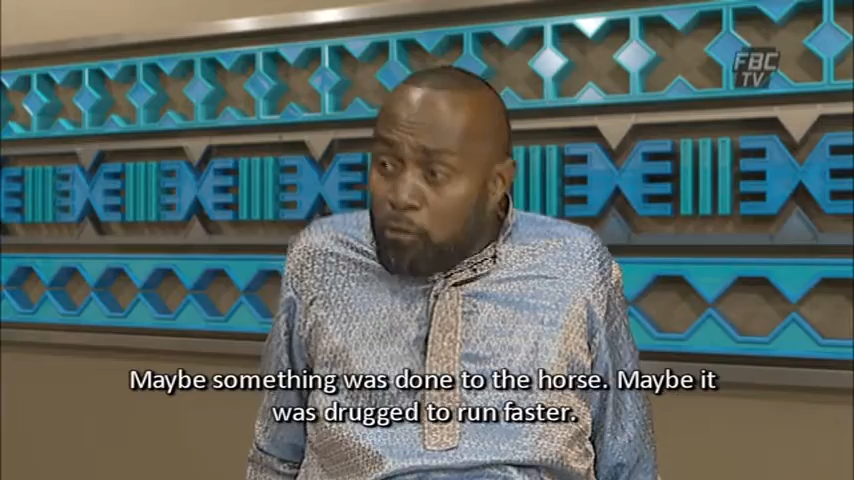 FBC
TV
Maybe something was done to the horse. Maybe it
was drugged to run faster.